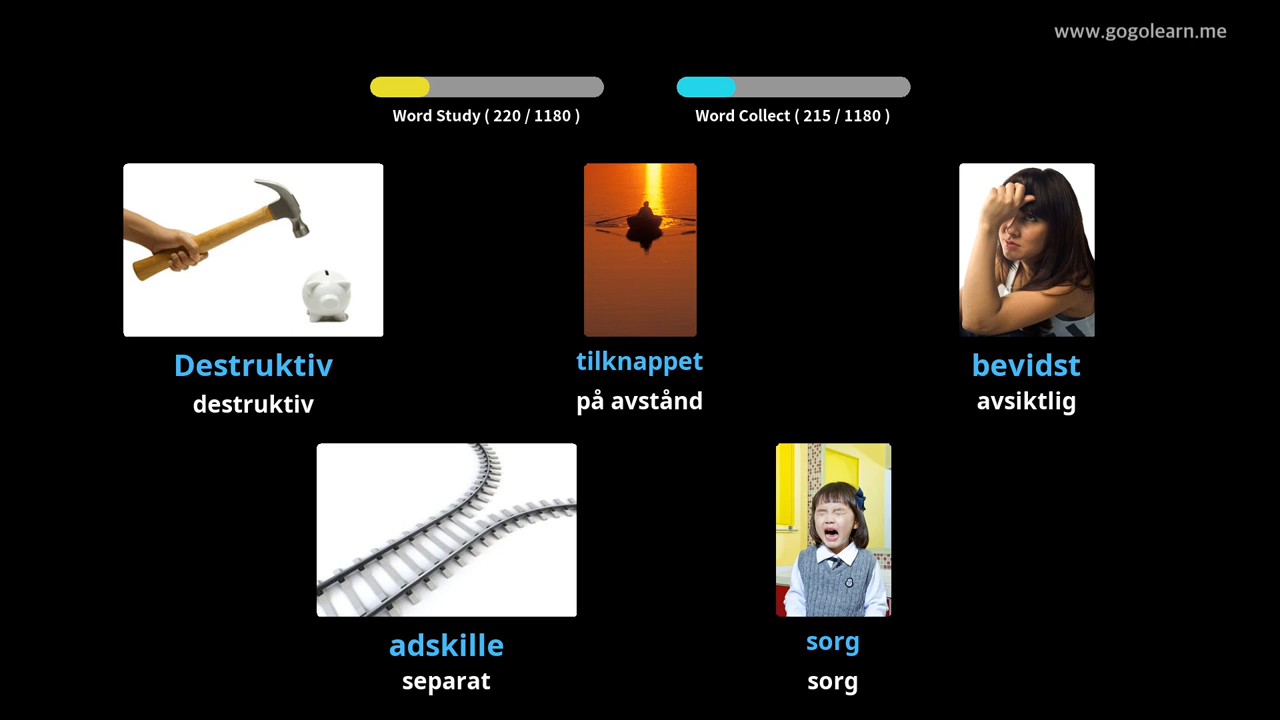 www.gogolearn.me
Word Study ( 220 / 1180 )
Word Collect ( 215 / 1180 )
Destruktiv
destruktiv
tilknappet
på avstånd
bevidst
avsiktlig
adskille
separat
sorg
sorg